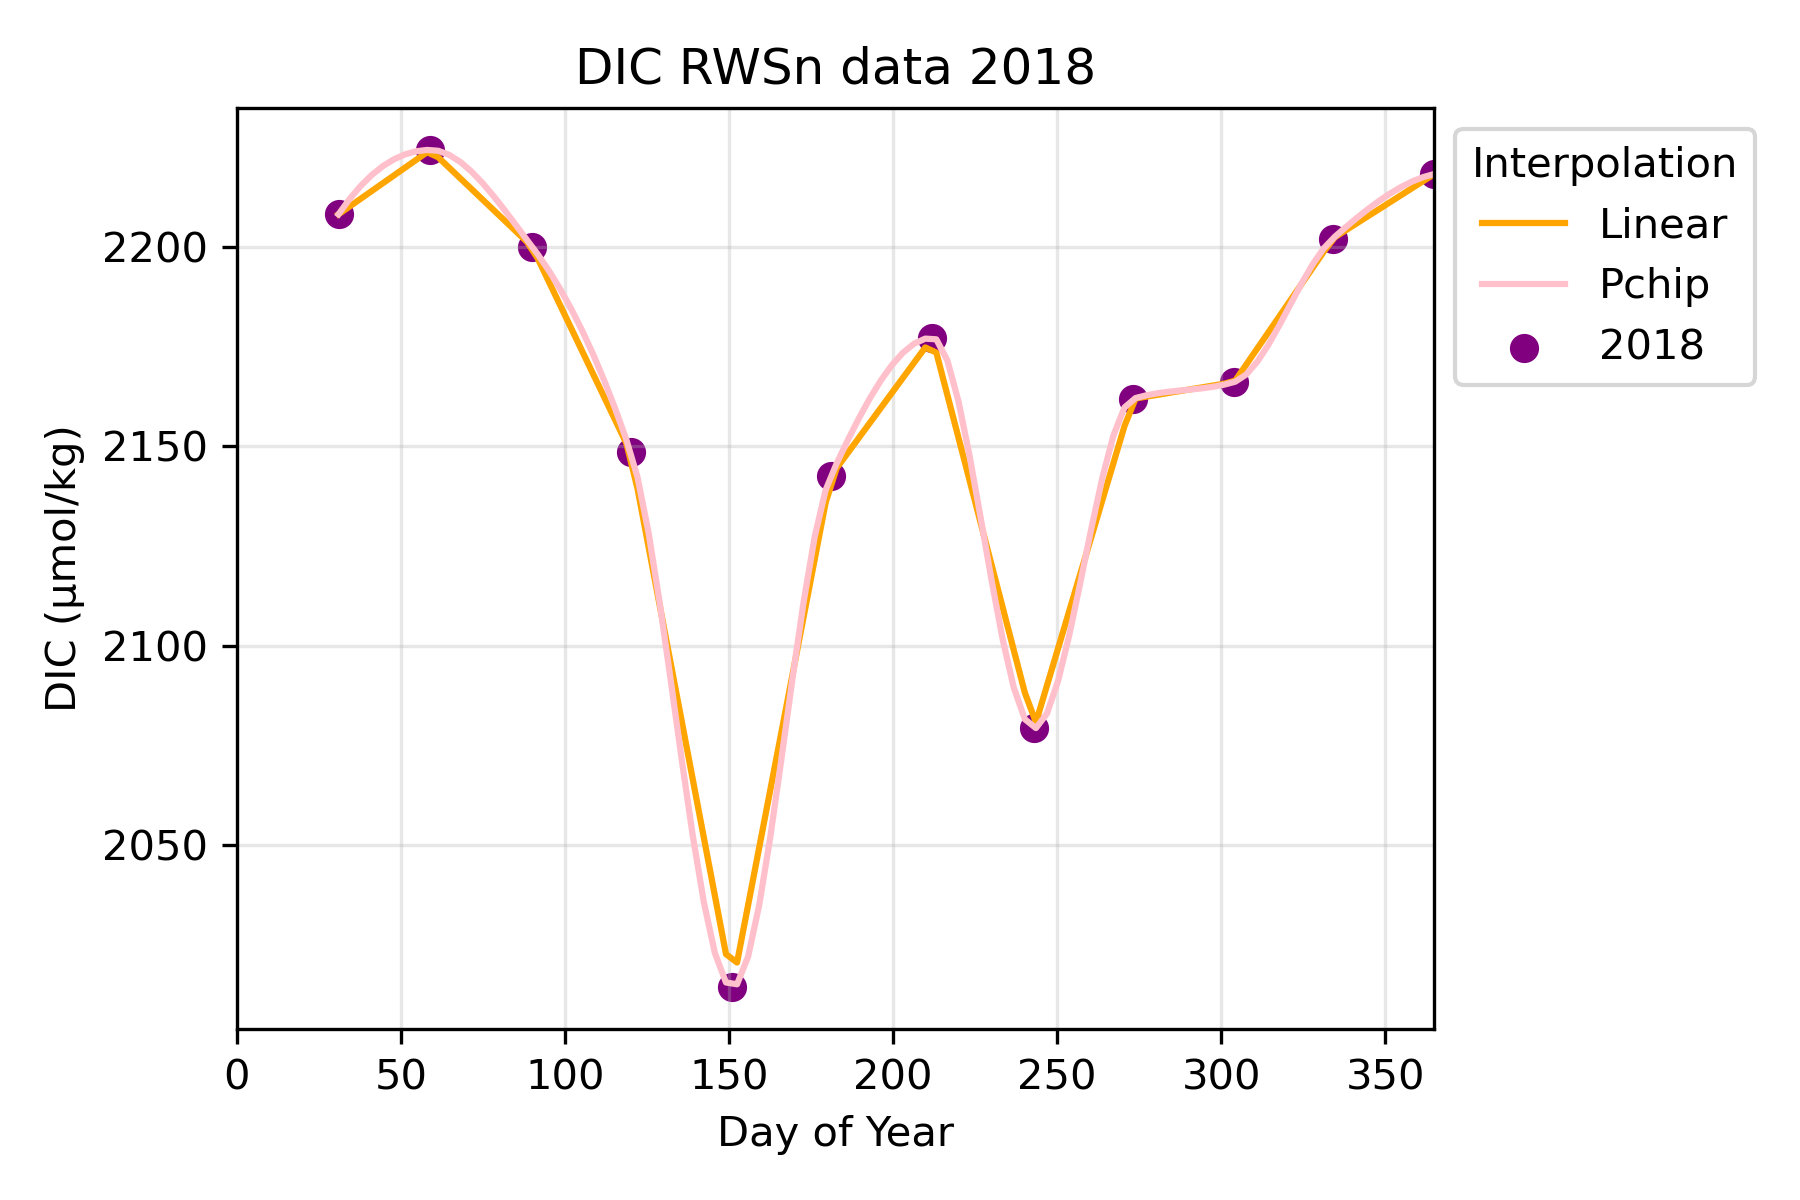 DIC RWSn data 2018
Interpolation
Linear
Pchip
2018
DIC (µmol/kg)
2200
2150
2100
2050
0 50 100 150 200 250 300 350
Day of Year